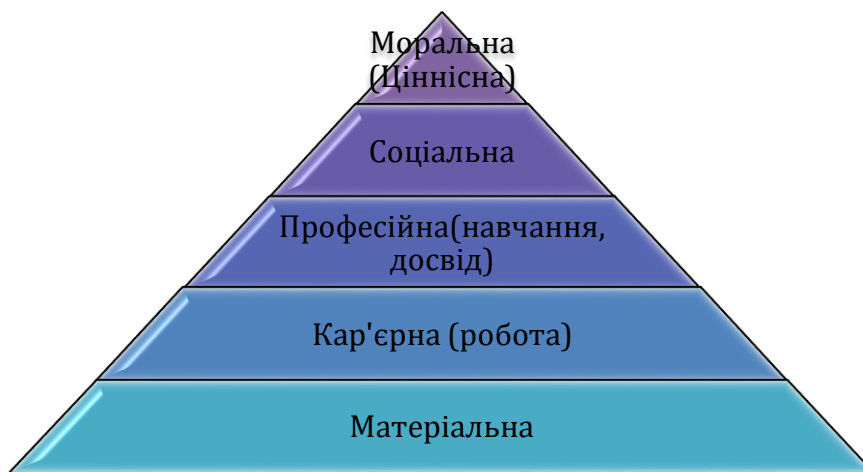 Моральна
(Ціннісна)
Соціальна
Професійна(навчання,
досвід)
Кар'єрна (робота)
Матеріальна